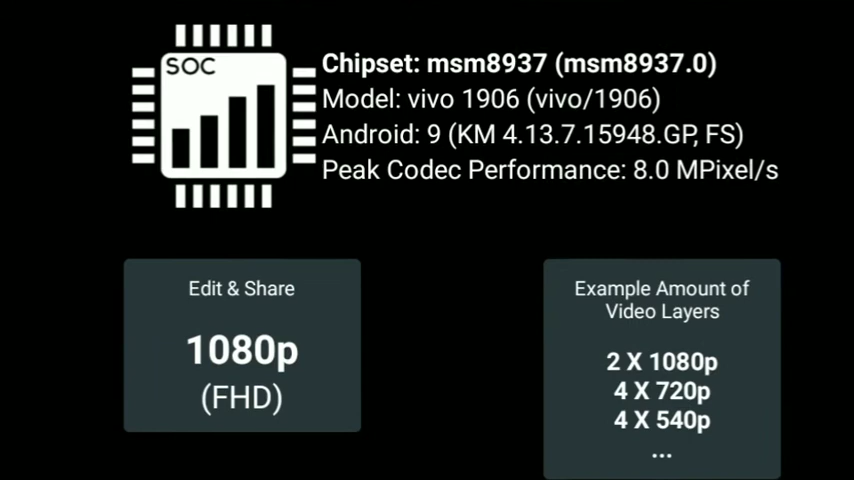 SOC
Chipset: msm8937 (msm8937.0)
Model: vivo 1906 (vivo/1906)
Android: 9 (KM 4.13.7.15948.GP, FS)
Peak Codec Performance: 8.0 MPixel/s
Edit & Share
1080p
(FHD)
Example Amount of
Video Layers
2 X 1080p
4 X 720p
4 X 540p
...